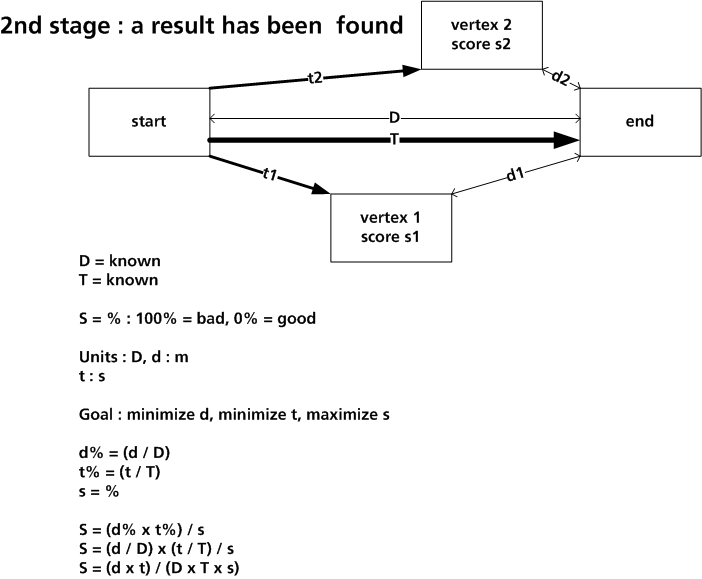 2nd stage : a result has been found
vertex 2
score s2
t2
d2
start
D
end
T
t1
d1
vertex 1
score s1
D = known
T = known
S = % : 100% = bad, 0% = good
Units : D, d : m
t : s
Goal : minimize d, minimize t, maximize s
d% = (d / D)
t% = (t / T)
s = %
S = (d% x t%) / s
S = (d / D) x (t / T) / s
S = (d x t) / (D x T x s)